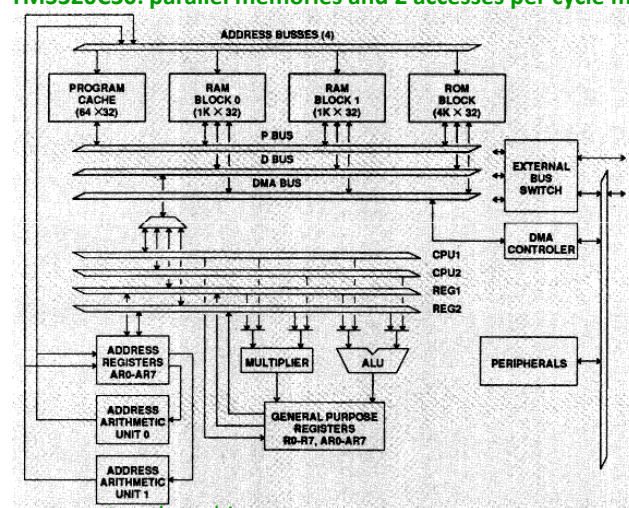 TMS320C30: parallel memories and 2 accesses per cycle
ADDRESS BUSSES (4)
PROGRAM
CACHE
(64 X32)
RAM
BLOCK 0
(1K X 32)
RAM
BLOCK 1
(1K X 32)
ROM
BLOCK
(4K X 32)
P BUS
D BUS
DMA BUS
EXTERNAL
BUS
SWITCH
DMA
CONTROLER
CPU1
CPU2
REG1
REG2
ADDRESS
REGISTERS
AR0-AR7
MULTIPLIER
ALU
PERIPHERALS
ADDRESS
ARITHMETIC
UNIT 0
GENERAL PURPOSE
REGISTERS
R0-R7, AR0-AR7
ADDRESS
ARITHMETIC
UNIT 1